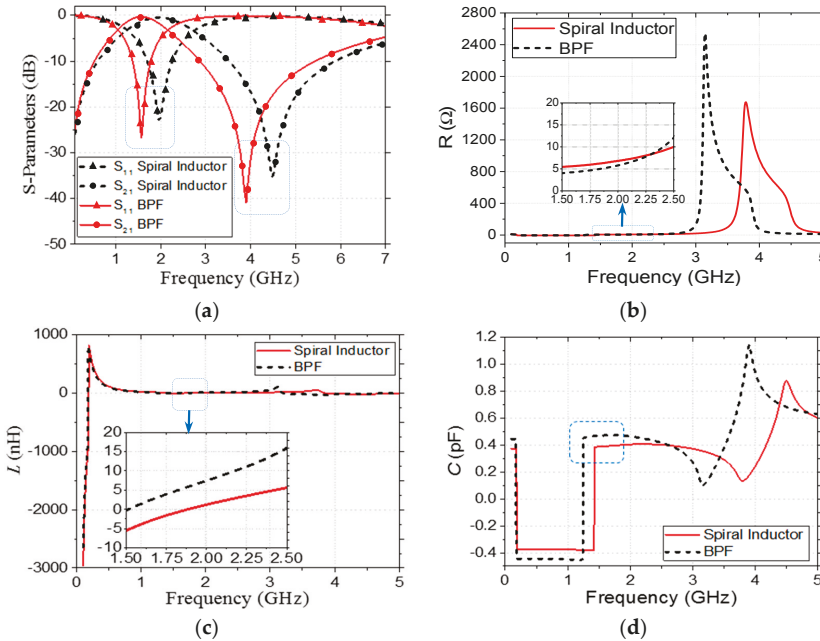 0
-10
-20
-30
-40
-50
S-Parameters (dB)
S11 Spiral Inductor
S21 Spiral Inductor
S11 BPF
S21 BPF
0 1 2 3 4 5 6 7
Frequency (GHz)
(a)
2800
2400
2000
1600
1200
800
400
0
R (Ω)
Spiral Inductor
BPF
20
15
10
5
0
1.50 1.75 2.00 2.25 2.50
0 1 2 3 4 5
Frequency (GHz)
(b)
1000
0
-1000
-2000
-3000
L (nH)
Spiral Inductor
BPF
20
15
10
5
0
-5
-10
1.50 1.75 2.00 2.25 2.50
0 1 2 3 4 5
Frequency (GHz)
(c)
1.2
1.0
0.8
0.6
0.4
0.2
0.0
-0.2
-0.4
C (pF)
Spiral Inductor
BPF
0 1 2 3 4 5
Frequency (GHz)
(d)